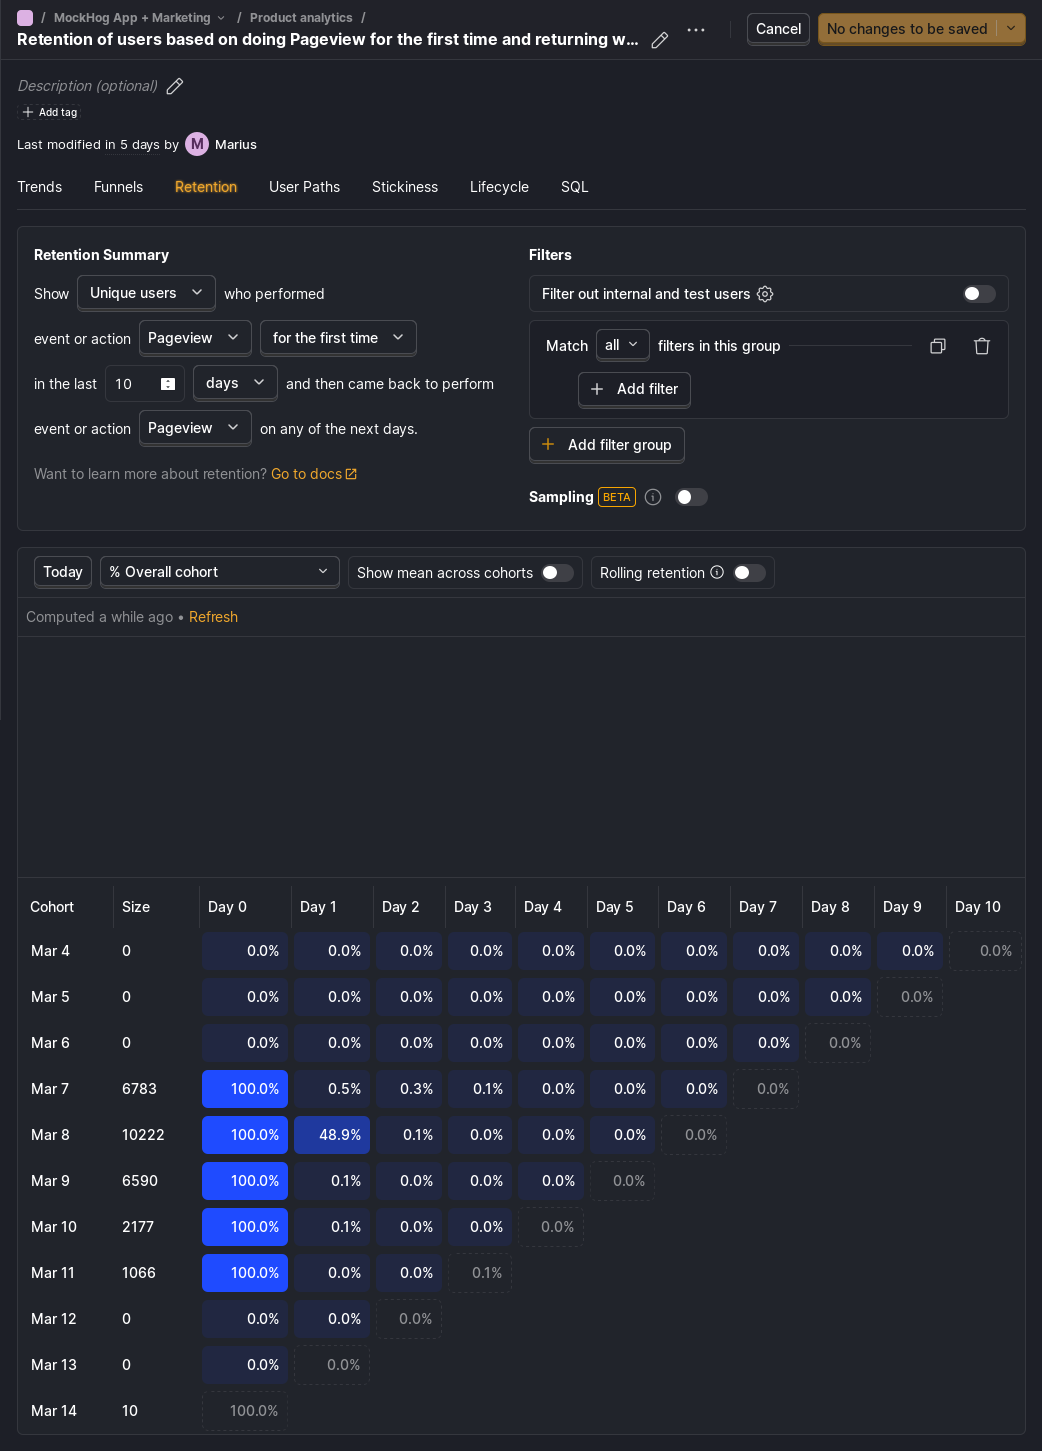 / MockHog App + Marketing / Product analytics /
Retention of users based on doing Pageview for the first time and returning w...
Cancel
No changes to be saved
Description (optional)
Add tag
Last modified in 5 days by M Marius
Trends Funnels Retention User Paths Stickiness Lifecycle SQL
Retention Summary
Show Unique users who performed
event or action Pageview for the first time
in the last 10 days and then came back to perform
event or action Pageview on any of the next days.
Want to learn more about retention? Go to docs
Filters
Filter out internal and test users
Match all filters in this group
Add filter
Add filter group
Sampling BETA
Today % Overall cohort Show mean across cohorts Rolling retention
Computed a while ago • Refresh
Cohort Size Day 0 Day 1 Day 2 Day 3 Day 4 Day 5 Day 6 Day 7 Day 8 Day 9 Day 10
Mar 4 0 0.0% 0.0% 0.0% 0.0% 0.0% 0.0% 0.0% 0.0% 0.0% 0.0% 0.0%
Mar 5 0 0.0% 0.0% 0.0% 0.0% 0.0% 0.0% 0.0% 0.0% 0.0% 0.0%
Mar 6 0 0.0% 0.0% 0.0% 0.0% 0.0% 0.0% 0.0% 0.0% 0.0%
Mar 7 6783 100.0% 0.5% 0.3% 0.1% 0.0% 0.0% 0.0% 0.0%
Mar 8 10222 100.0% 48.9% 0.1% 0.0% 0.0% 0.0% 0.0%
Mar 9 6590 100.0% 0.1% 0.0% 0.0% 0.0% 0.0%
Mar 10 2177 100.0% 0.1% 0.0% 0.0% 0.0%
Mar 11 1066 100.0% 0.0% 0.0% 0.1%
Mar 12 0 0.0% 0.0% 0.0%
Mar 13 0 0.0% 0.0%
Mar 14 10 100.0%